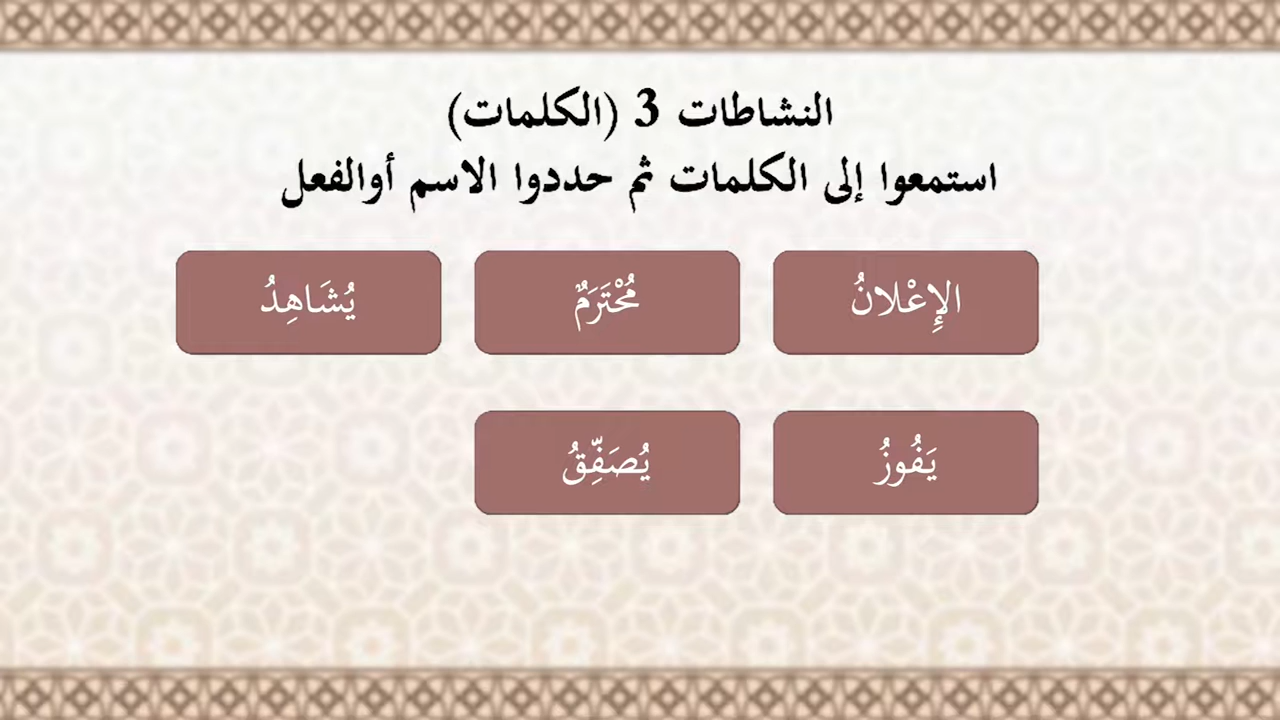 النشاطات 3 (الكلمات)
استمعوا إلى الكلمات ثم حددوا الاسم أوالفعل
الإِعْلانُ
مُحْتَرَمٌ
يُشَاهِدُ
يَفُوزُ
يُصَفِّقُ